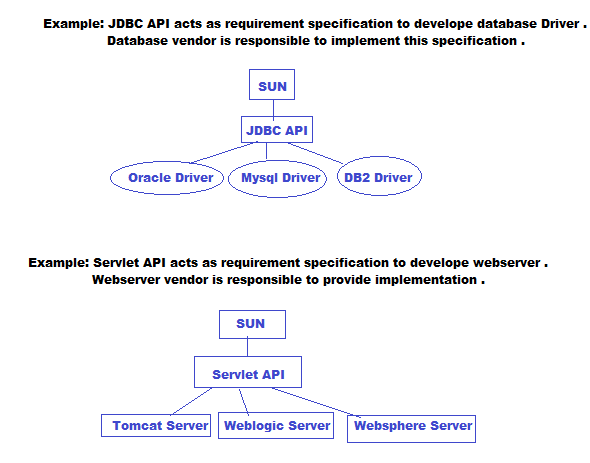 Example: JDBC API acts as requirement specification to develope database Driver .
Database vendor is responsible to implement this specification .
SUN
JDBC API
Oracle Driver
Mysql Driver
DB2 Driver
Example: Servlet API acts as requirement specification to develope webserver .
Webserver vendor is responsible to provide implementation .
SUN
Servlet API
Tomcat Server
Weblogic Server
Websphere Server